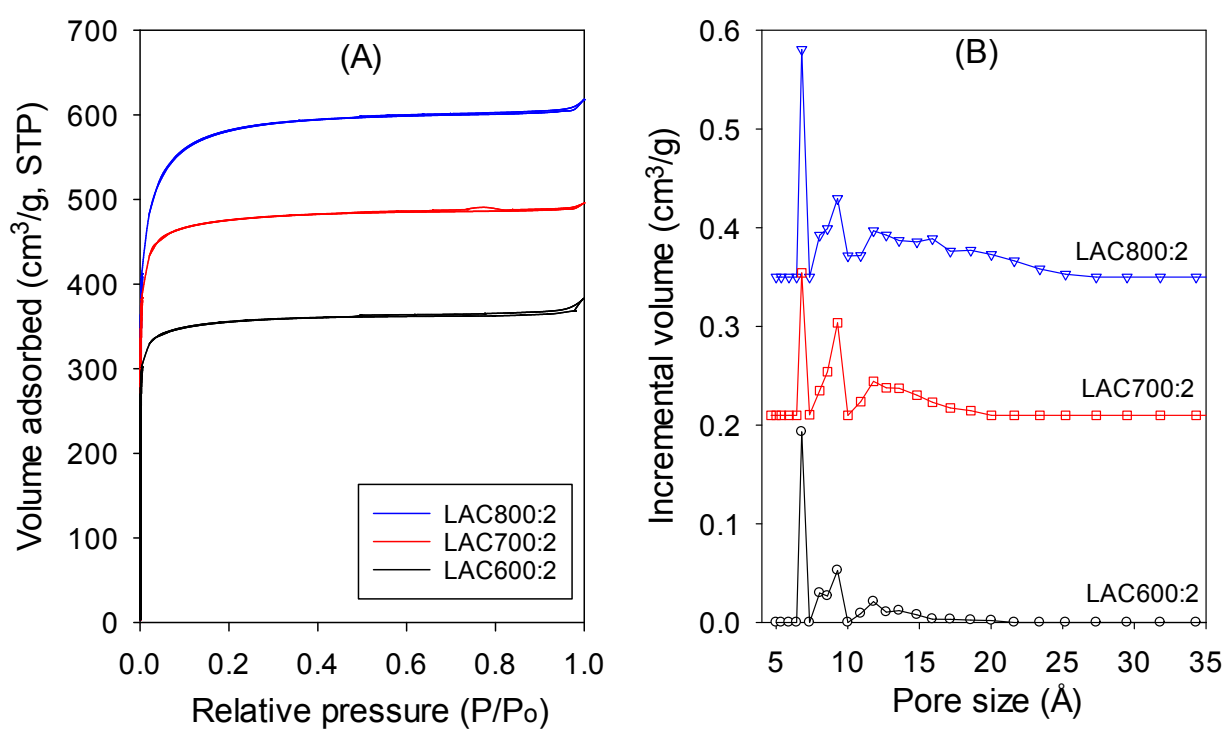 (A)
Volume adsorbed (cm³/g, STP)
700
600
500
400
300
200
100
0
LAC800:2
LAC700:2
LAC600:2
0.0 0.2 0.4 0.6 0.8 1.0
Relative pressure (P/Po)
(B)
Incremental volume (cm³/g)
0.6
0.5
0.4
0.3
0.2
0.1
0.0
LAC800:2
LAC700:2
LAC600:2
5 10 15 20 25 30 35
Pore size (Å)